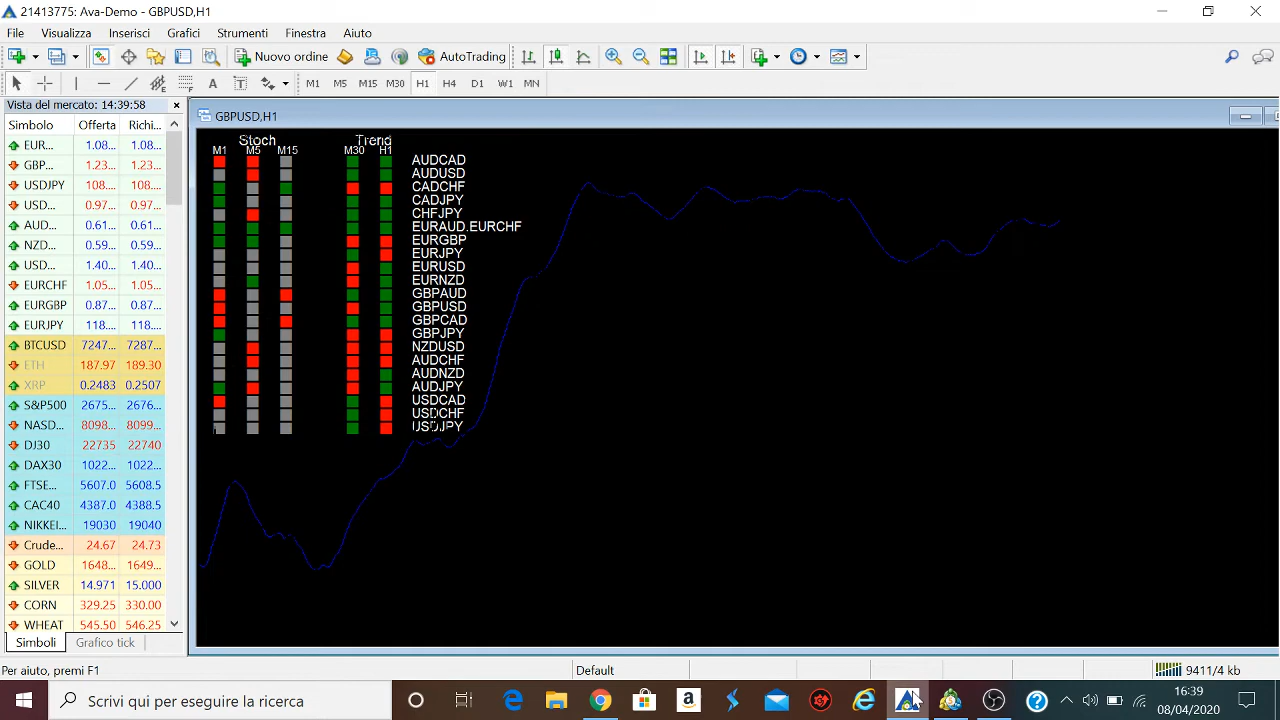 21413775: Ava-Demo - GBPUSD,H1
File Visualizza Inserisci Grafici Strumenti Finestra Aiuto
Nuovo ordine AutoTrading
A T M1 M5 M15 M30 H1 H4 D1 W1 MN
Vista del mercato: 14:39:58
Simbolo Offerta Richi...
EUR... 1.08... 1.08...
GBP... 1.23... 1.23...
USDJPY 108.... 108....
USD... 0.97... 0.97...
AUD... 0.61... 0.61...
NZD... 0.59... 0.59...
USD... 1.40... 1.40...
EURCHF 1.05... 1.05...
EURGBP 0.87... 0.87...
EURJPY 118.... 118....
BTCUSD 7247... 7287...
ETH 187.97 189.30
XRP 0.2483 0.2507
S&P500 2675... 2676...
NASD... 8098... 8099...
DJ30 22735 22740
DAX30 1022... 1022...
FTSE... 5607.0 5608.5
CAC40 4387.0 4388.5
NIKKEI... 19030 19040
Crude... 24.67 24.73
GOLD 1648... 1649...
SILVER 14.971 15.000
CORN 329.25 330.00
WHEAT 545.50 546.25
Simboli Grafico tick
GBPUSD,H1
Stoch Trend
M1 M5 M15 M30 H1
AUDCAD
AUDUSD
CADCHF
CADJPY
CHFJPY
EURAUD.EURCHF
EURGBP
EURJPY
EURUSD
EURNZD
GBPAUD
GBPUSD
GBPCAD
GBPJPY
NZDUSD
AUDCHF
AUDNZD
AUDJPY
USDCAD
USDCHF
USDJPY
Per aiuto, premi F1 Default 9411/4 kb
Scrivi qui per eseguire la ricerca
16:39
08/04/2020